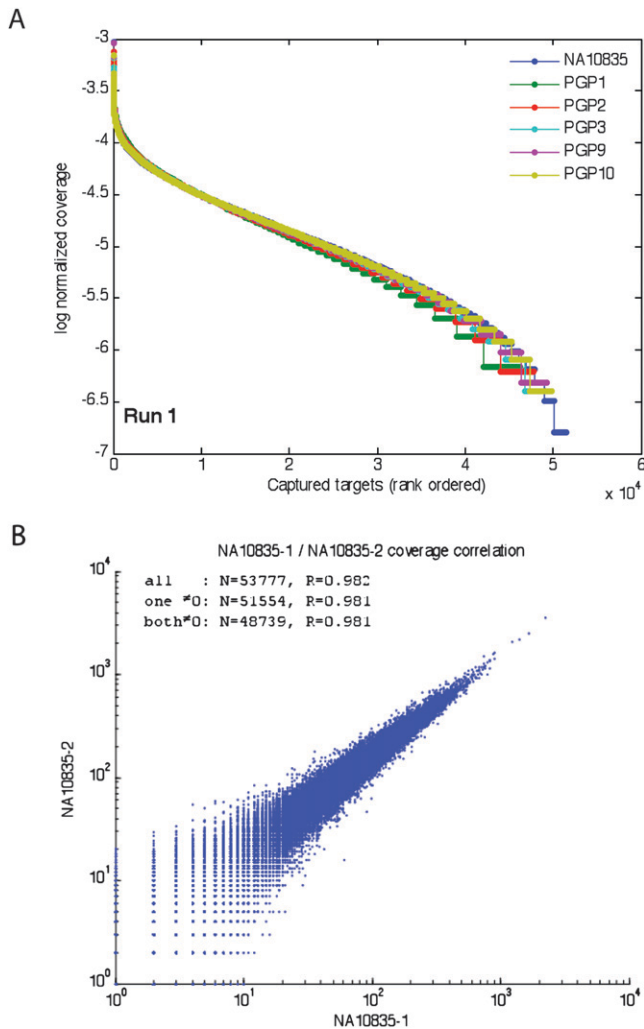 A
-3
-3.5
-4
-4.5
-5
-5.5
-6
-6.5
-7
log normalized coverage
NA10835
PGP1
PGP2
PGP3
PGP9
PGP10
Run 1
0 1 2 3 4 5 6
x 10^4
Captured targets (rank ordered)
B
NA10835-1 / NA10835-2 coverage correlation
all : N=53777, R=0.982
one ≠0: N=51554, R=0.981
both≠0: N=48739, R=0.981
10^4
10^3
10^2
10^1
10^0
NA10835-2
10^0 10^1 10^2 10^3 10^4
NA10835-1